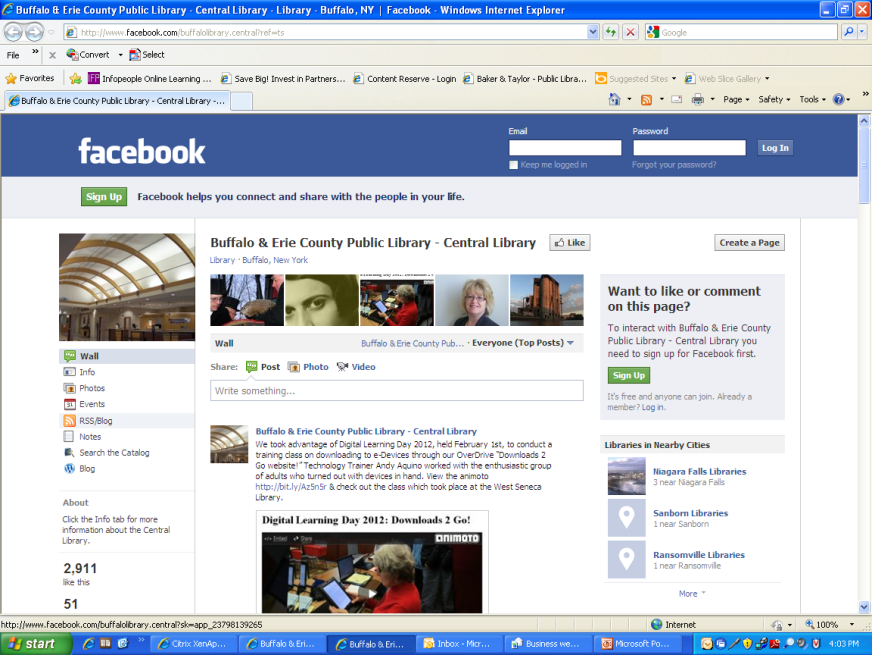 Buffalo & Erie County Public Library - Central Library - Library - Buffalo, NY | Facebook - Windows Internet Explorer
http://www.facebook.com/buffalolibrary.central?ref=ts
Google
File » x Convert Select
Favorites Infopeople Online Learning ... Save Big! Invest in Partners... Content Reserve - Login Baker & Taylor - Public Libra... Suggested Sites Web Slice Gallery
Buffalo & Erie County Public Library - Central Library -... Page Safety Tools »
facebook
Email Password
Log In
Keep me logged in Forgot your password?
Sign Up Facebook helps you connect and share with the people in your life.
Buffalo & Erie County Public Library - Central Library Like Create a Page
Library · Buffalo, New York
Wall Buffalo & Erie County Pub... · Everyone (Top Posts)
Share: Post Photo Video
Write something...
Wall
Info
Photos
Events
RSS/Blog
Notes
Search the Catalog
Blog
About
Click the Info tab for more
information about the Central
Library.
2,911
like this
51
Buffalo & Erie County Public Library - Central Library
We took advantage of Digital Learning Day 2012, held February 1st, to conduct a
training class on downloading to e-Devices through our OverDrive "Downloads 2
Go website!" Technology Trainer Andy Aquino worked with the enthusiastic group
of adults who turned out with devices in hand. View the animoto
http://bit.ly/Az5nSr & check out the class which took place at the West Seneca
Library.
Digital Learning Day 2012: Downloads 2 Go!
</> Embed Share ANIMOTO
Want to like or comment
on this page?
To interact with Buffalo & Erie County
Public Library - Central Library you
need to sign up for Facebook first.
Sign Up
It's free and anyone can join. Already a
member? Log in.
Libraries in Nearby Cities
Niagara Falls Libraries
3 near Niagara Falls
Sanborn Libraries
1 near Sanborn
Ransomville Libraries
1 near Ransomville
More
http://www.facebook.com/buffalolibrary.central?sk=app_23798139265 Internet 100%
start » Citrix XenAp... Buffalo & Eri... Buffalo & Eri... Inbox - Micr... Business we... Microsoft Po... 4:03 PM